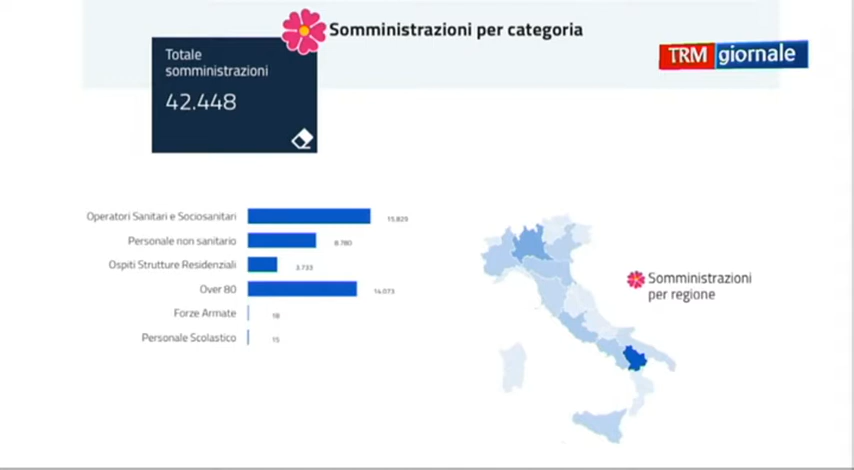 Somministrazioni per categoria
TRM giornale
Totale
somministrazioni
42.448
Operatori Sanitari e Sociosanitari 15.829
Personale non sanitario 8.780
Ospiti Strutture Residenziali 3.733
Over 80 14.073
Forze Armate 18
Personale Scolastico 15
Somministrazioni
per regione